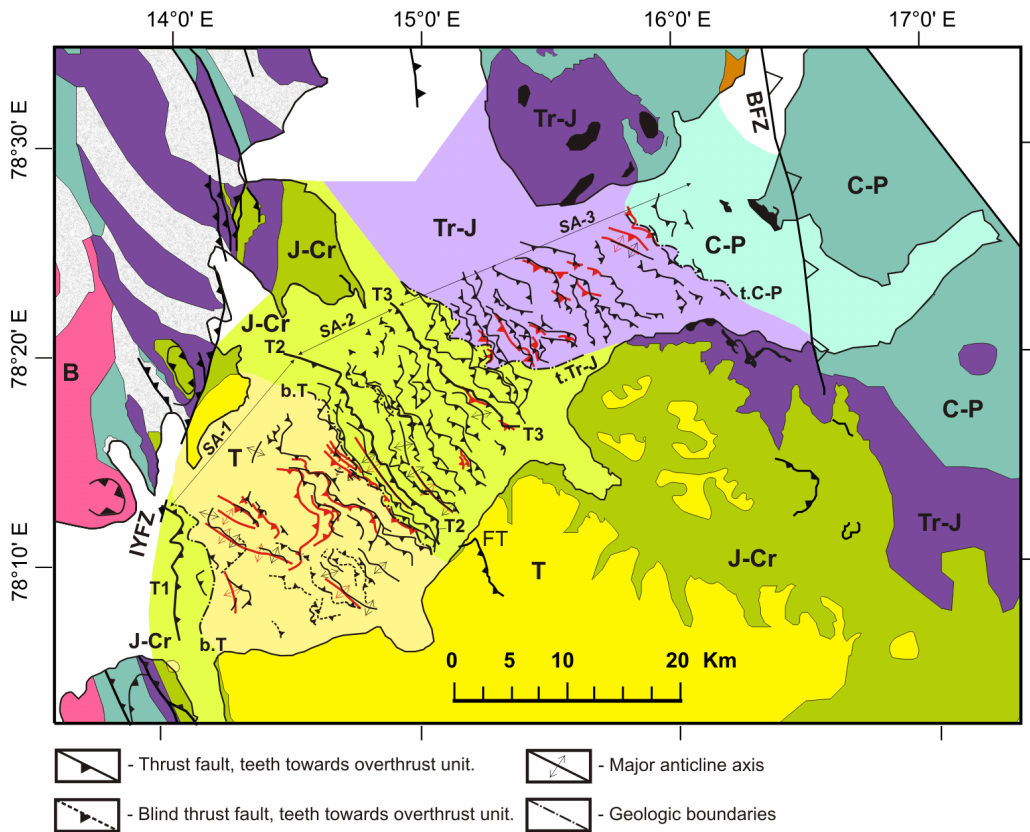 14°0' E 15°0' E 16°0' E 17°0' E
78°30' E
78°20' E
78°10' E
Tr-J
BFZ
C-P
SA-3
Tr-J
J-Cr
C-P
t.C-P
T3
J-Cr
SA-2
T2
t.Tr-J
B
b.T
C-P
T3
SA-1
T
T2
Tr-J
IYFZ
FT
T
J-Cr
T1
J-Cr
b.T
0 5 10 20 Km
- Thrust fault, teeth towards overthrust unit.
- Major anticline axis
- Blind thrust fault, teeth towards overthrust unit.
- Geologic boundaries